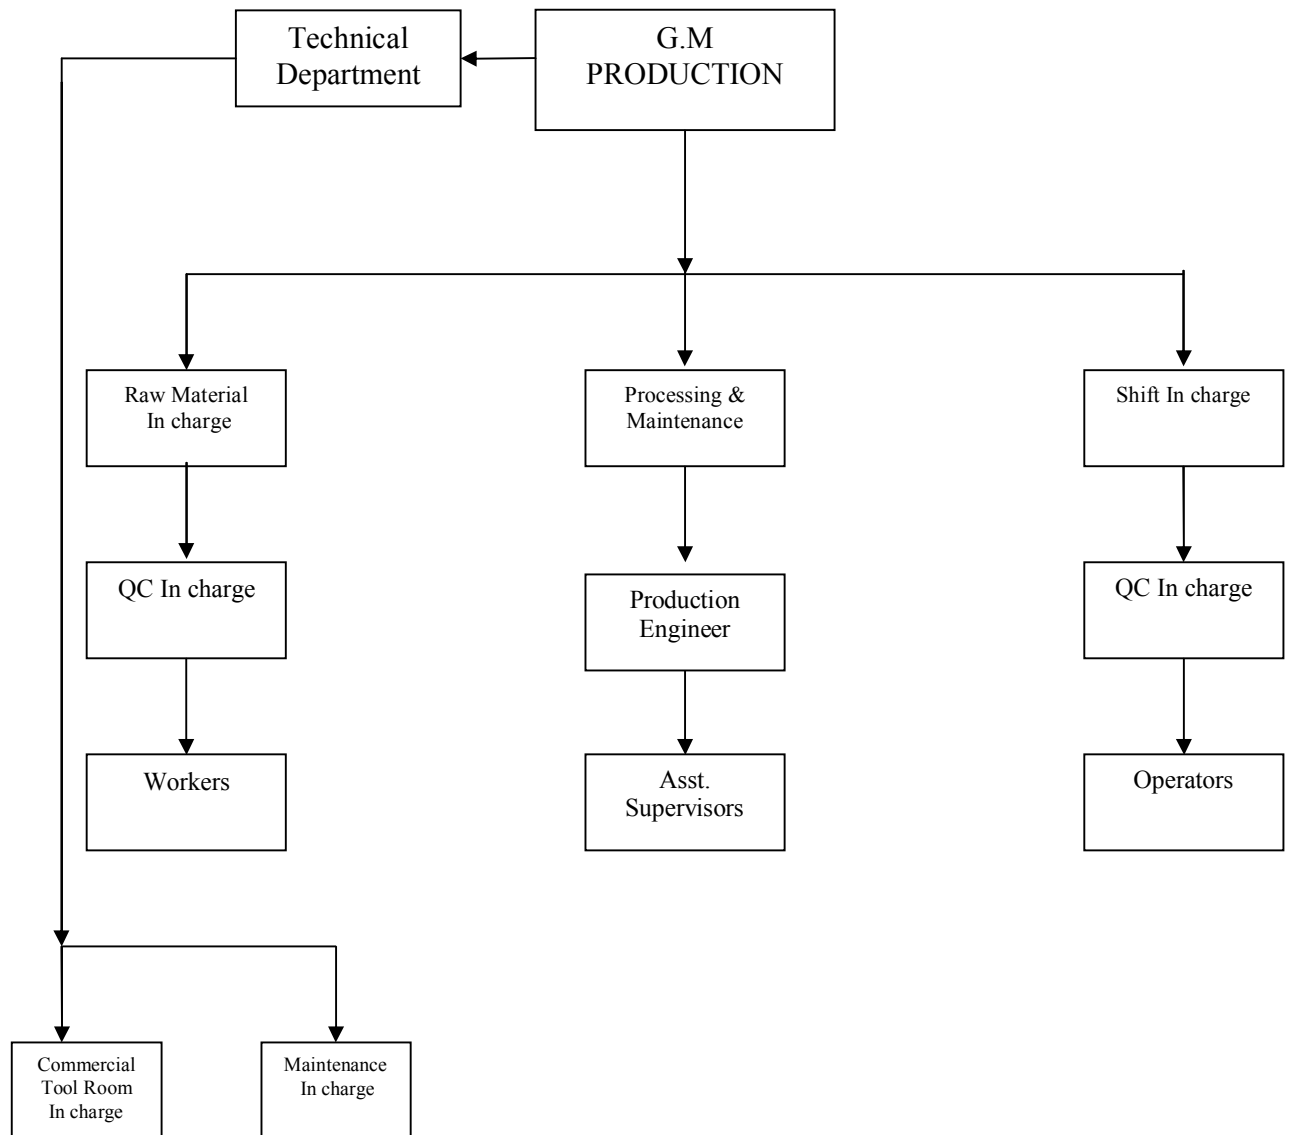 Technical
Department
G.M
PRODUCTION
Raw Material
In charge
Processing &
Maintenance
Shift In charge
QC In charge
Production
Engineer
QC In charge
Workers
Asst.
Supervisors
Operators
Commercial
Tool Room
In charge
Maintenance
In charge